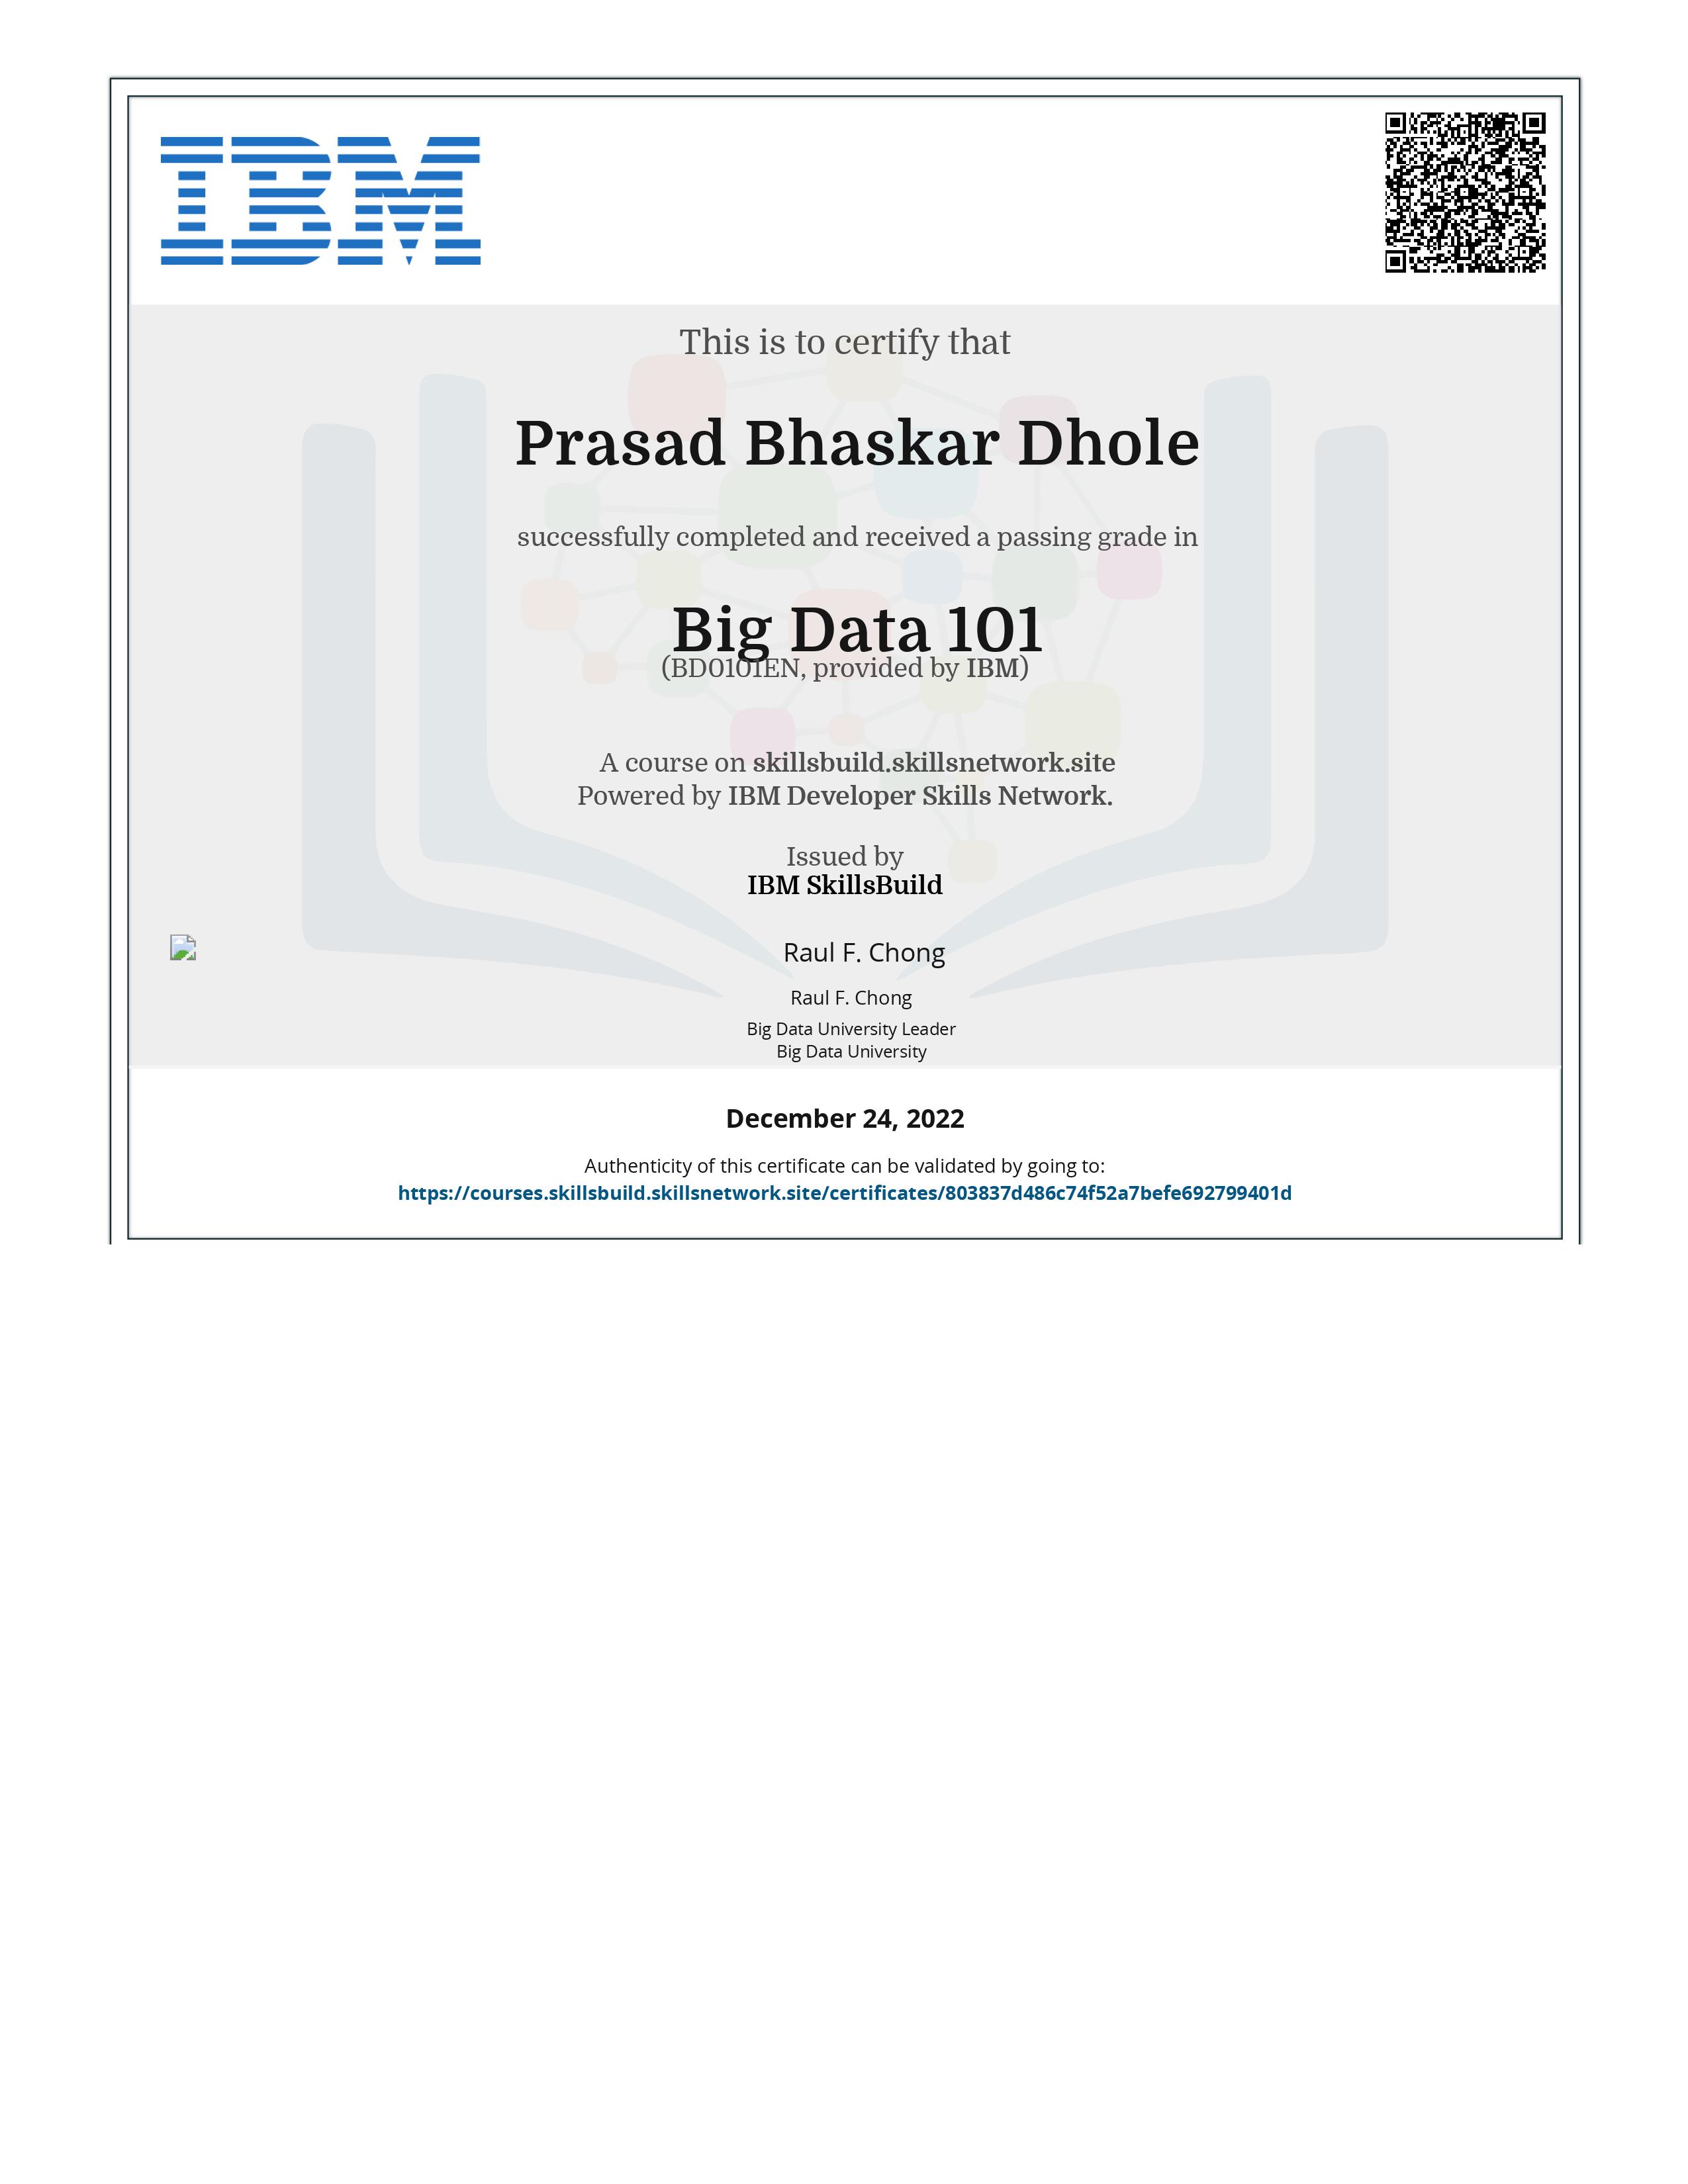 IBM
This is to certify that
Prasad Bhaskar Dhole
successfully completed and received a passing grade in
Big Data 101
(BD0101EN, provided by IBM)
A course on skillsbuild.skillsnetwork.site
Powered by IBM Developer Skills Network.
Issued by
IBM SkillsBuild
Raul F. Chong
Raul F. Chong
Big Data University Leader
Big Data University
December 24, 2022
Authenticity of this certificate can be validated by going to:
https://courses.skillsbuild.skillsnetwork.site/certificates/803837d486c74f52a7befe692799401d